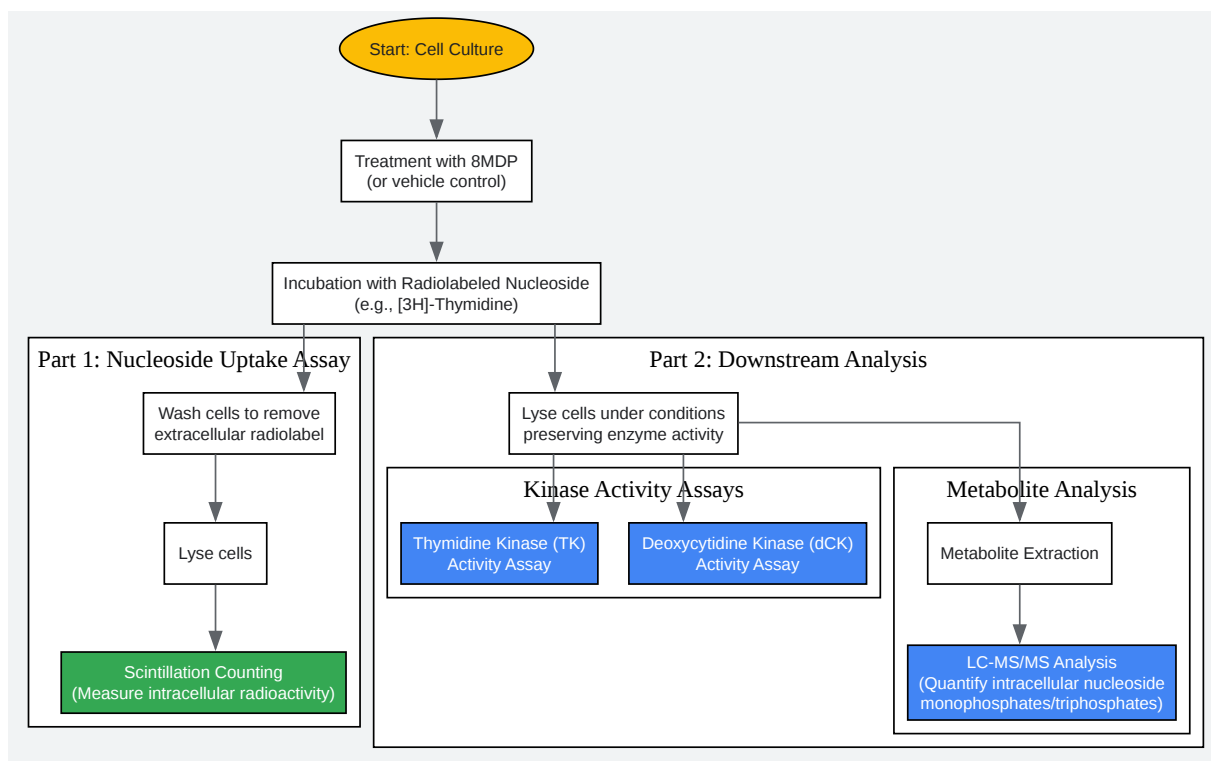 Start: Cell Culture
Treatment with 8MDP
(or vehicle control)
Incubation with Radiolabeled Nucleoside
(e.g., [3H]-Thymidine)
Part 1: Nucleoside Uptake Assay
Wash cells to remove
extracellular radiolabel
Lyse cells
Scintillation Counting
(Measure intracellular radioactivity)
Part 2: Downstream Analysis
Lyse cells under conditions
preserving enzyme activity
Kinase Activity Assays
Thymidine Kinase (TK)
Activity Assay
Deoxycytidine Kinase (dCK)
Activity Assay
Metabolite Analysis
Metabolite Extraction
LC-MS/MS Analysis
(Quantify intracellular nucleoside
monophosphates/triphosphates)